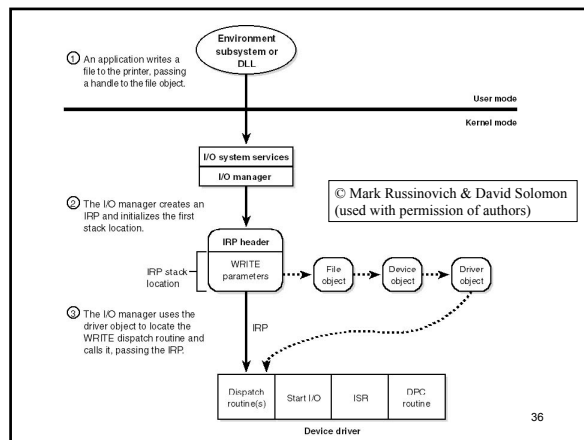 Environment
subsystem or
DLL
① An application writes a
file to the printer, passing
a handle to the file object.
User mode
Kernel mode
I/O system services
I/O manager
© Mark Russinovich & David Solomon
(used with permission of authors)
② The I/O manager creates an
IRP and initializes the first
stack location.
IRP header
WRITE
parameters
IRP stack
location
File
object
Device
object
Driver
object
③ The I/O manager uses the
driver object to locate the
WRITE dispatch routine and
calls it, passing the IRP.
IRP
Dispatch
routine(s)
Start I/O
ISR
DPC
routine
Device driver
36